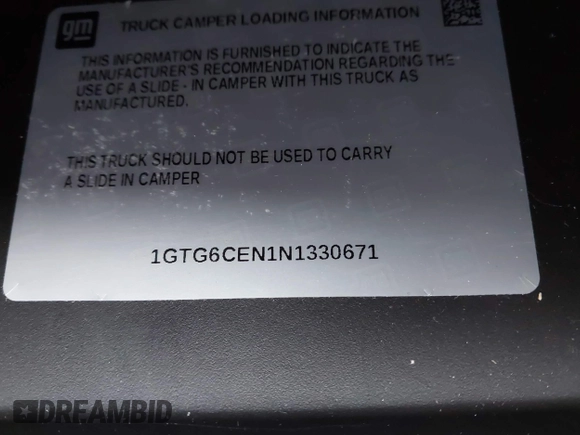 gm
TRUCK CAMPER LOADING INFORMATION
THIS INFORMATION IS FURNISHED TO INDICATE THE
MANUFACTURER'S RECOMMENDATION REGARDING THE
USE OF A SLIDE - IN CAMPER WITH THIS TRUCK AS
MANUFACTURED.
THIS TRUCK SHOULD NOT BE USED TO CARRY
A SLIDE IN CAMPER
1GTG6CEN1N1330671
DREAMBID